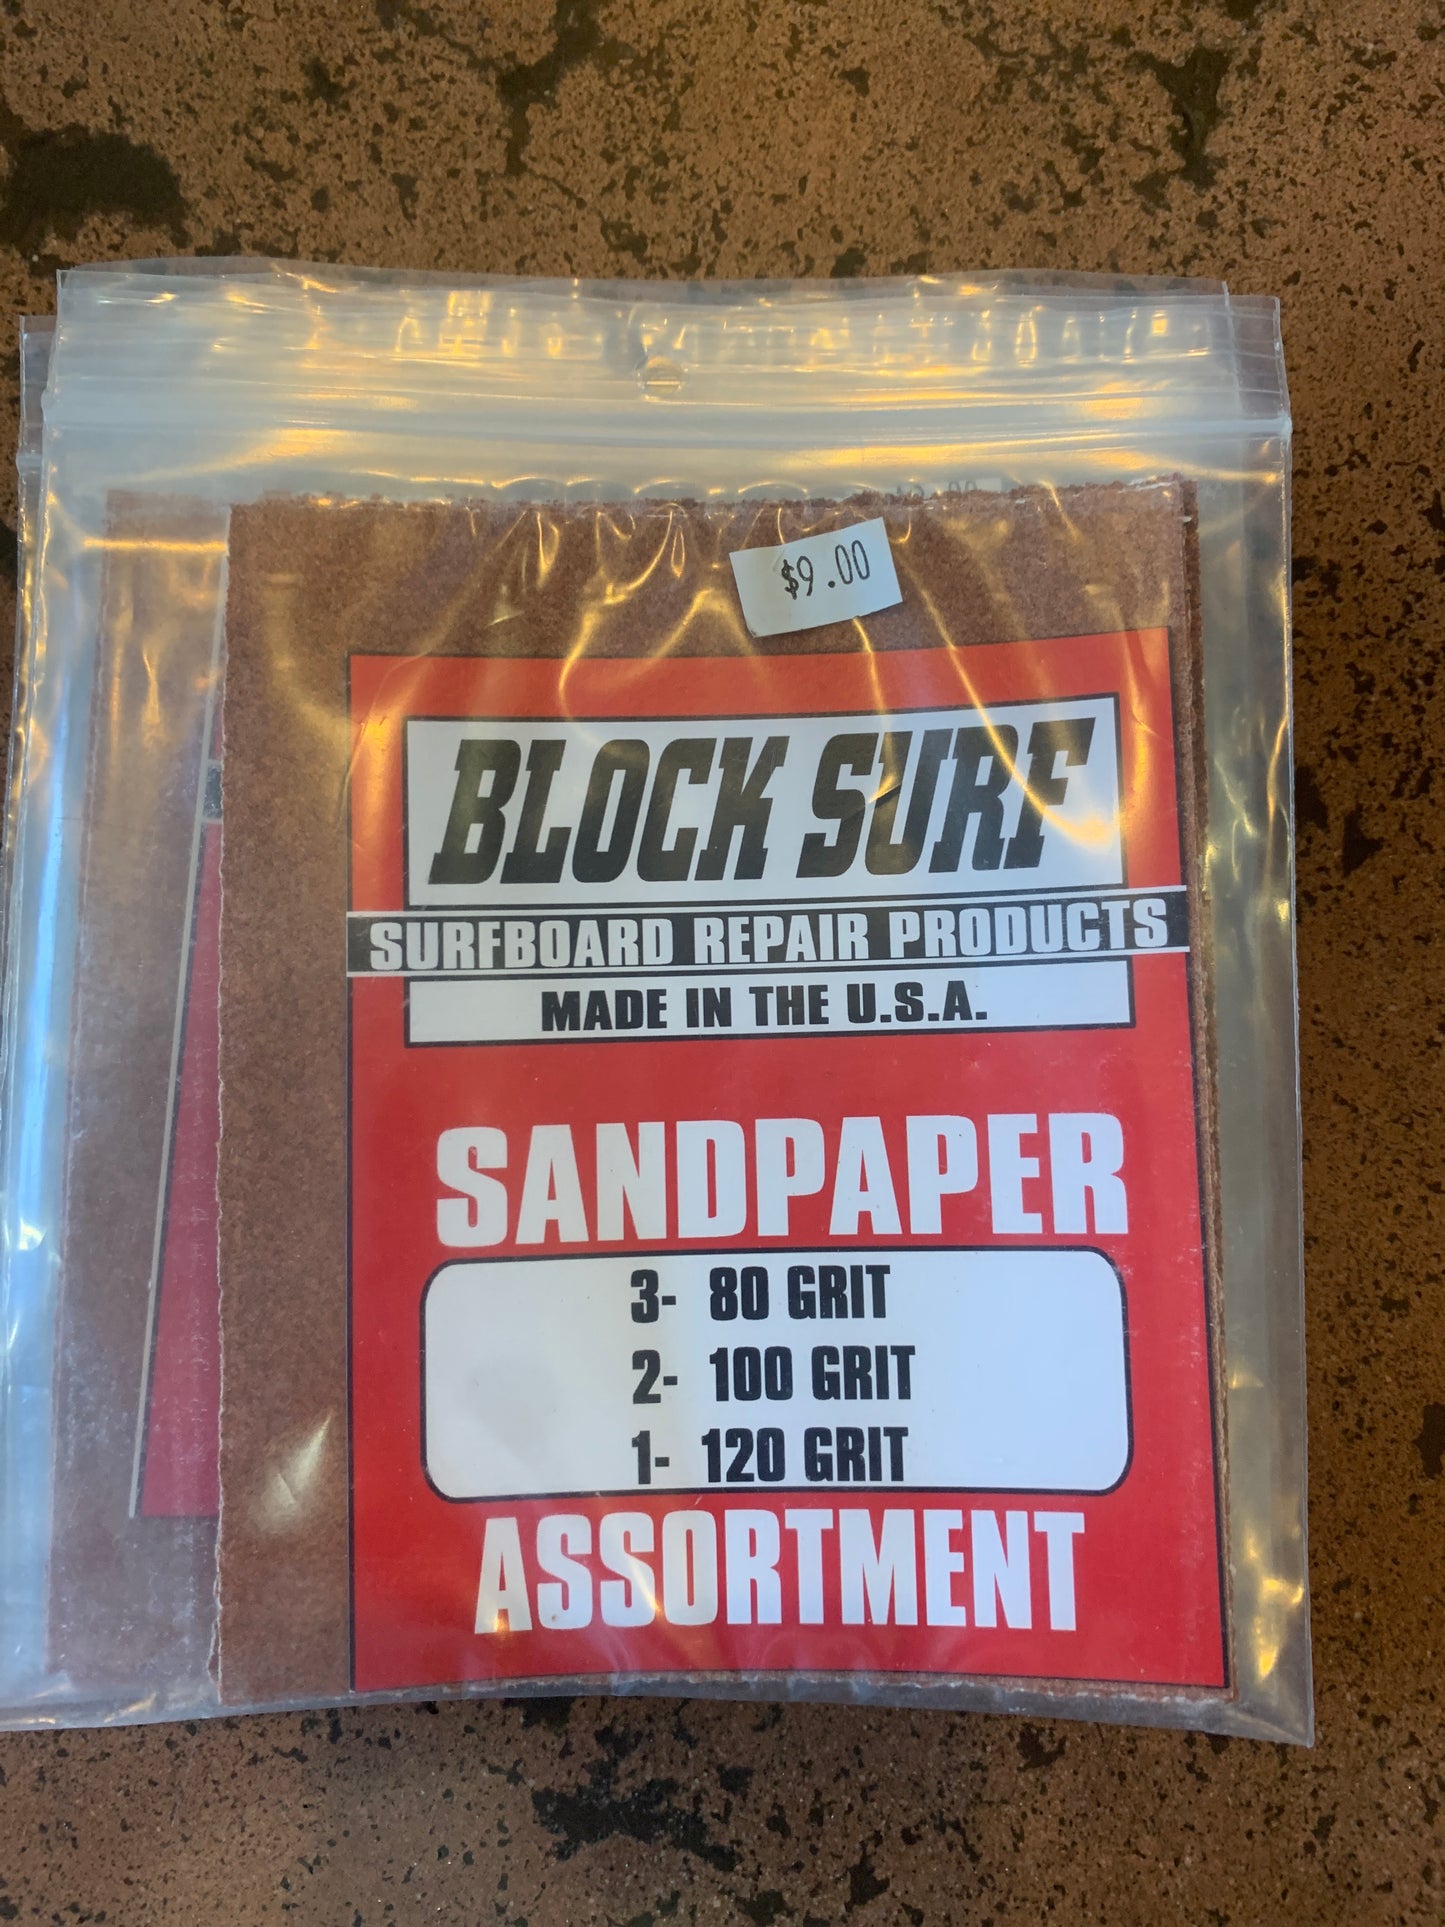 $9.00
BLOCK SURF
SURFBOARD REPAIR PRODUCTS
MADE IN THE U.S.A.
SANDPAPER
3- 80 GRIT
2- 100 GRIT
1- 120 GRIT
ASSORTMENT